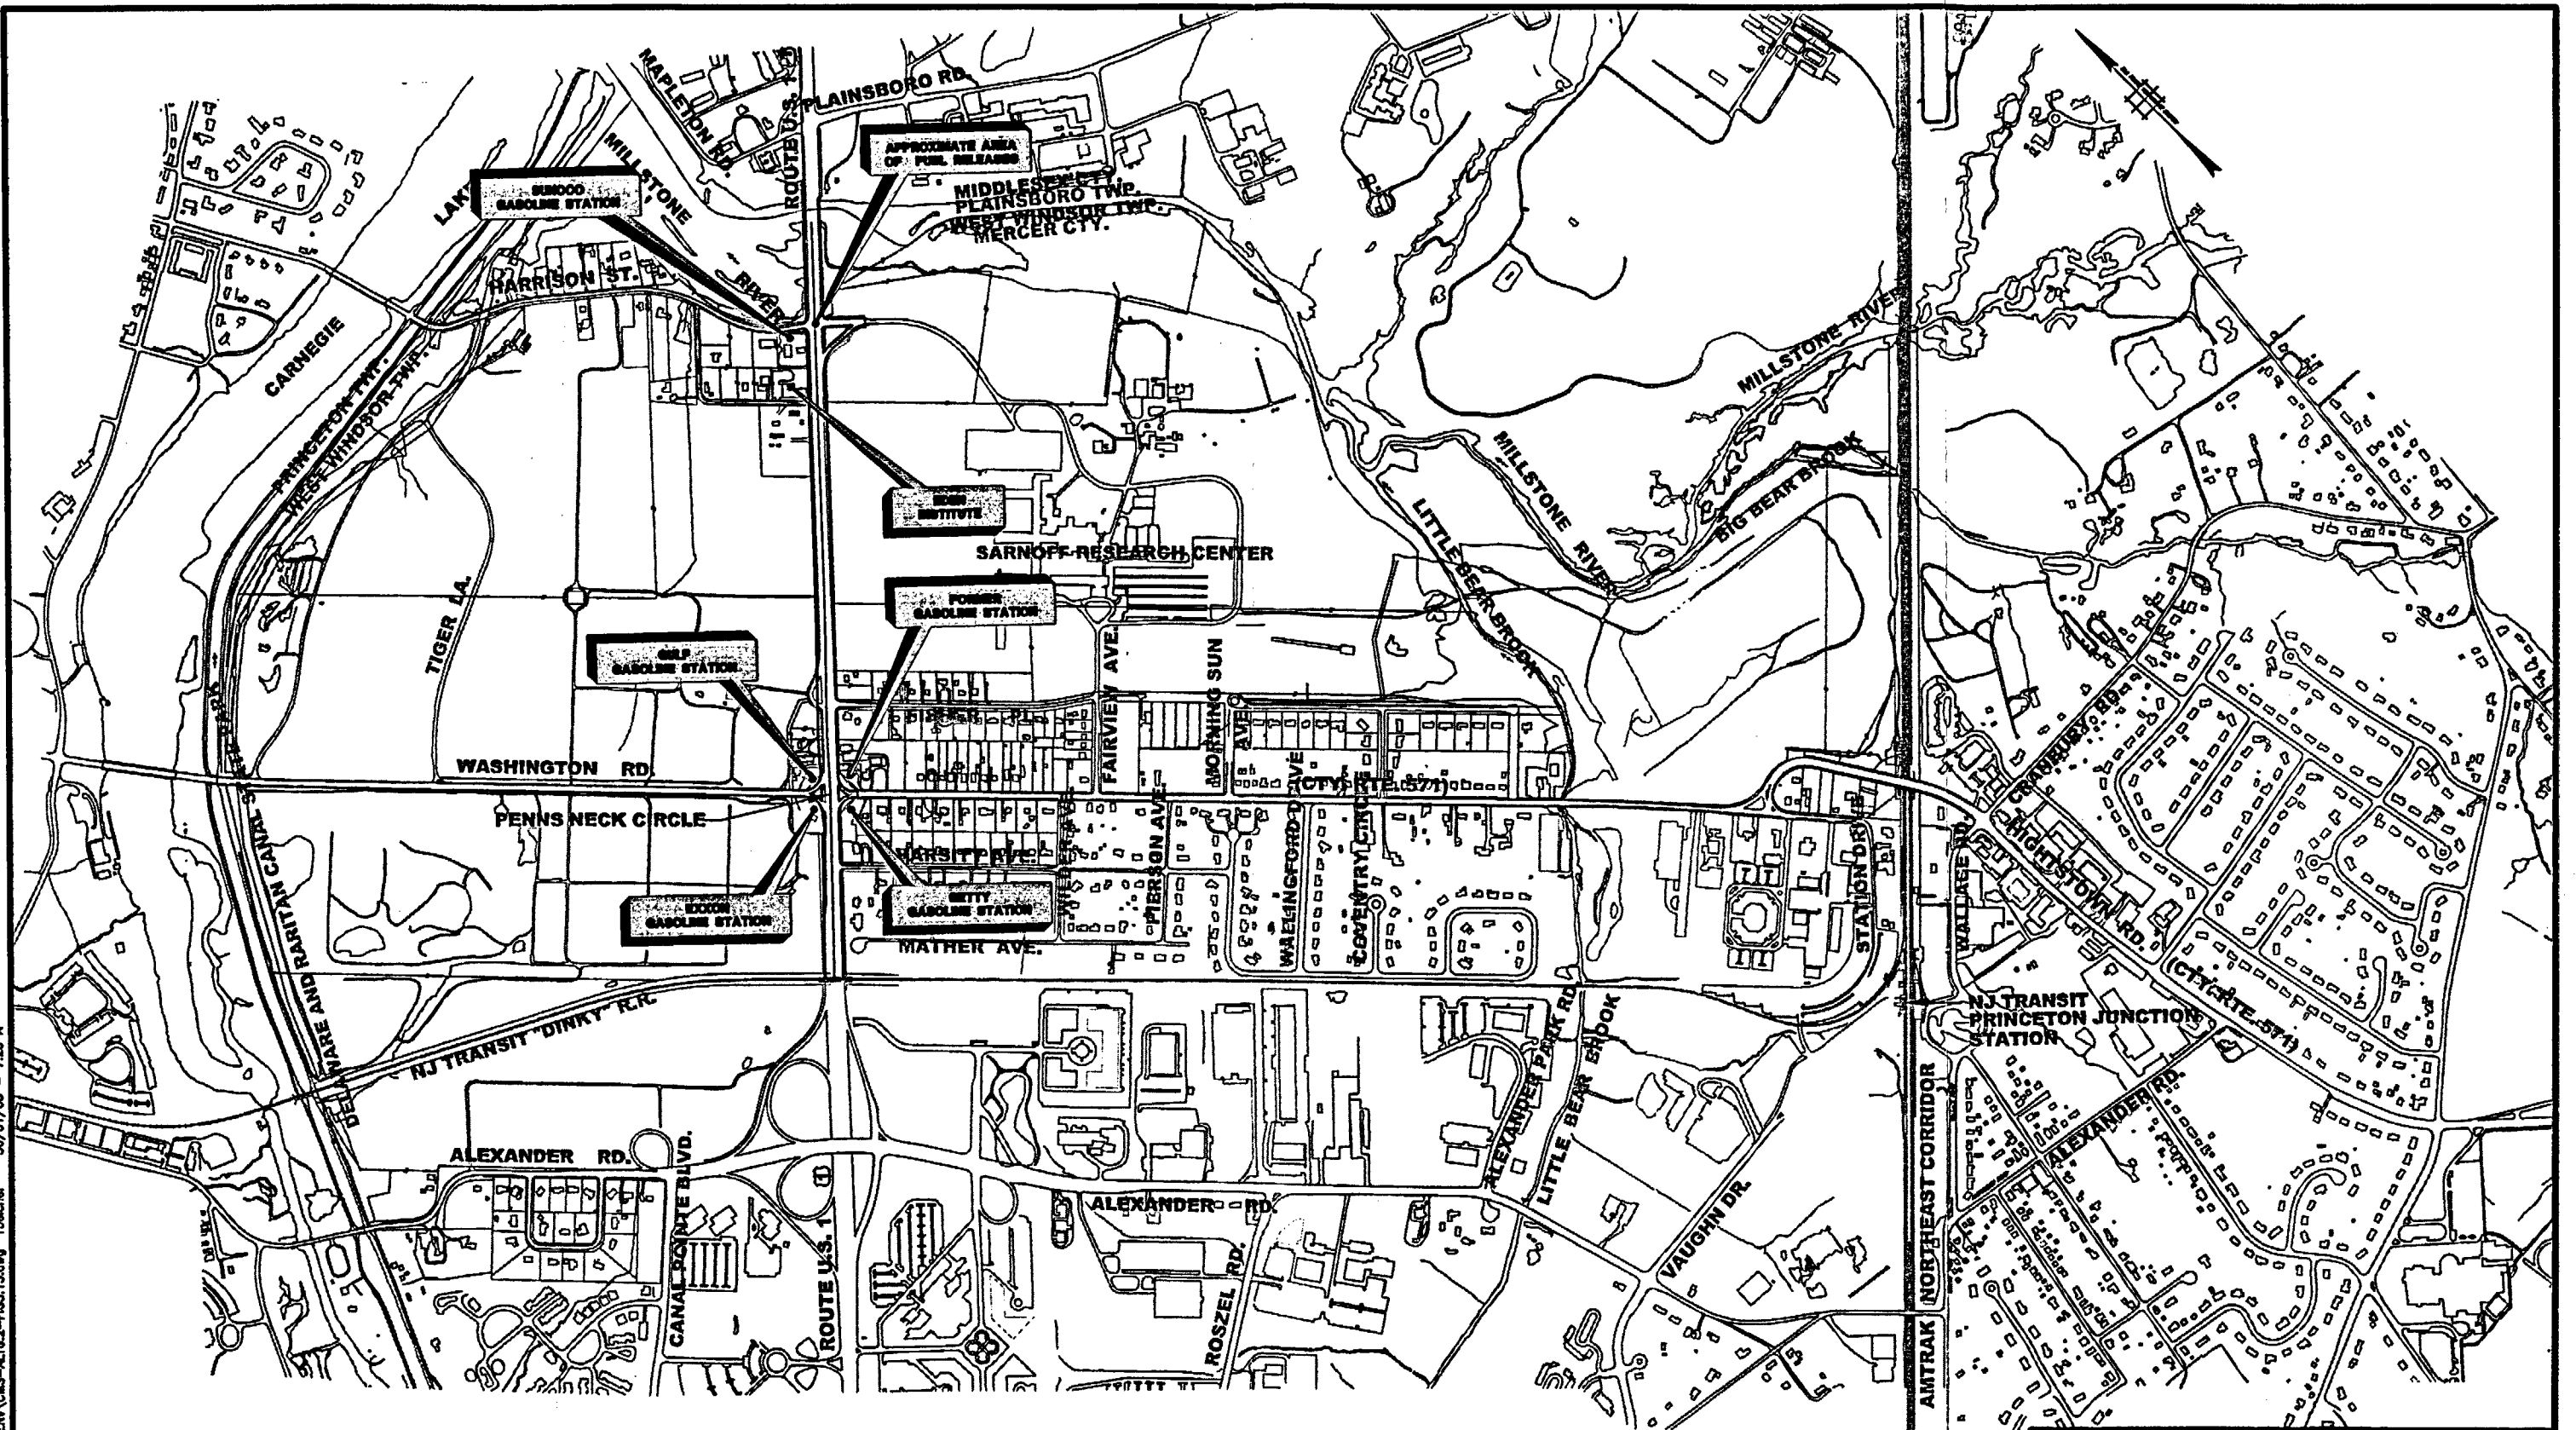 MAPLETON RD.
ROUTE U.S. 1
PLAINSBORO RD.
APPROXIMATE AREA
OF FUEL RELEASES
MILLSTONE
RIVER
SUNOCO
GASOLINE STATION
MIDDLESEX CTY.
PLAINSBORO TWP.
WEST WINDSOR TWP.
MERCER CTY.
HARRISON ST.
CARNEGIE
PRINCETON TWP.
WEST WINDSOR TWP.
MILLSTONE RIVER
MILLSTONE RIVER
BIG BEAR BROOK
LITTLE BEAR BROOK
EDEN
INSTITUTE
SARNOFF RESEARCH CENTER
FORMER
GASOLINE STATION
GULF
GASOLINE STATION
TIGER LA.
FAIRVIEW AVE.
MORNING SUN
AVE
WASHINGTON RD.
(CTY. RTE. 571)
PENNS NECK CIRCLE
VARSITY AVE.
PIERSON AVE.
WALLINGFORD DRIVE
COVENTRY CIRCLE
STATION DRIVE
WALLACE RD.
CRANBURY RD.
HIGHTSTOWN RD.
(CTY. RTE. 571)
EXXON
GASOLINE STATION
GETTY
GASOLINE STATION
MATHER AVE.
DELAWARE AND RARITAN CANAL
NJ TRANSIT "DINKY" R.R.
NJ TRANSIT
PRINCETON JUNCTION
STATION
ALEXANDER RD.
ALEXANDER RD.
ALEXANDER RD.
ALEXANDER PARK RD.
LITTLE BEAR BROOK
VAUGHN DR.
CANAL POINTE BLVD.
ROUTE U.S. 1
ROSZEL RD.
AMTRAK NORTHEAST CORRIDOR